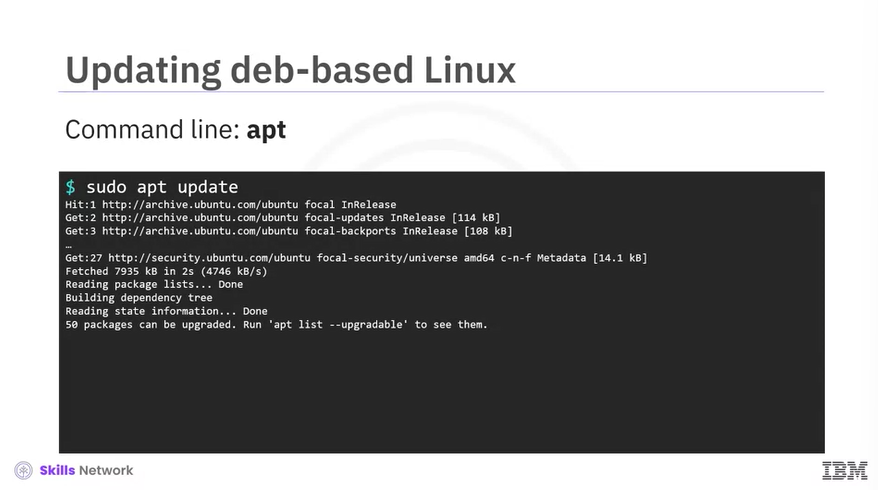 Updating deb-based Linux
Command line: apt
$ sudo apt update
Hit:1 http://archive.ubuntu.com/ubuntu focal InRelease
Get:2 http://archive.ubuntu.com/ubuntu focal-updates InRelease [114 kB]
Get:3 http://archive.ubuntu.com/ubuntu focal-backports InRelease [108 kB]
…
Get:27 http://security.ubuntu.com/ubuntu focal-security/universe amd64 c-n-f Metadata [14.1 kB]
Fetched 7935 kB in 2s (4746 kB/s)
Reading package lists... Done
Building dependency tree
Reading state information... Done
50 packages can be upgraded. Run 'apt list --upgradable' to see them.
Skills Network
IBM